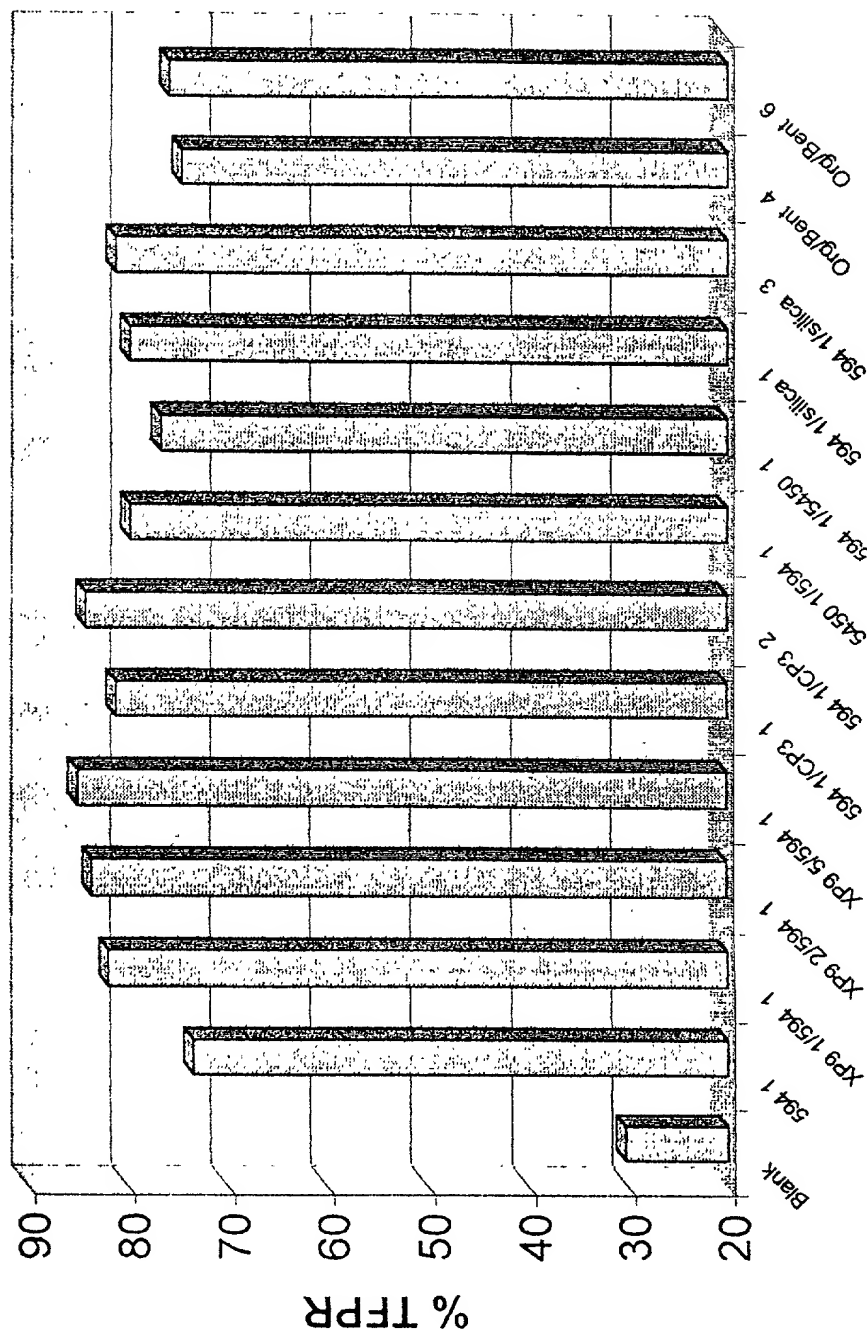 % TFPR
90
80
70
60
50
40
30
20
Blank
594 1
XP9 1/594 1
XP9 2/594 1
XP9 5/594 1
594 1/CP3 1
594 1/CP3 2
5450 1/594 1
594 1/5450 1
594 1/silica 1
594 1/silica 3
Org/Bent 4
Org/Bent 6